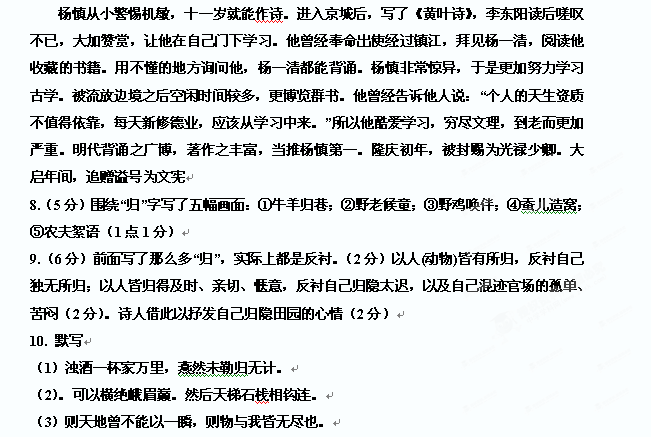 杨慎从小警惕机敏，十一岁就能作诗。进入京城后，写了《黄叶诗》，李东阳读后嗟叹
不已，大加赞赏，让他在自己门下学习。他曾经奉命出使经过镇江，拜见杨一清，阅读他
收藏的书籍。用不懂的地方询问他，杨一清都能背诵。杨慎非常惊异，于是更加努力学习
古学。被流放边境之后空闲时间较多，更博览群书。他曾经告诉他人说：“个人的天生资质
不值得依靠，每天新修德业，应该从学习中来。”所以他酷爱学习，穷尽文理，到老而更加
严重。明代背诵之广博，著作之丰富，当推杨慎第一。隆庆初年，被封赐为光禄少卿。天
启年间，追赠谥号为文宪
8.（5 分）围绕“归”字写了五幅画面：①牛羊归巷；②野老候童；③野鸡唤伴；④蚕儿造窝；
⑤农夫絮语（1 点 1 分）
9.（6 分）前面写了那么多“归”，实际上都是反衬。（2 分）以人(动物)皆有所归，反衬自己
独无所归；以人皆归得及时、亲切、惬意，反衬自己归隐太迟，以及自己混迹官场的孤单、
苦闷（2 分）。诗人借此以抒发自己归隐田园的心情（2 分）
10. 默写
（1）浊酒一杯家万里，燕然未勒归无计。
（2）。可以横绝峨眉巅。然后天梯石栈相钩连。
（3）则天地曾不能以一瞬，则物与我皆无尽也。